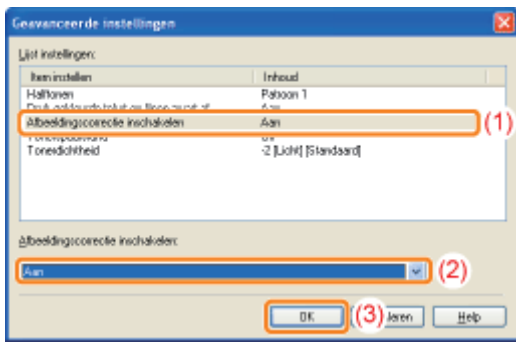 Geavanceerde instellingen
Lijst instellingen:
Item instellen Inhoud
Halftonen Patroon 1
Afbeeldingscorrectie inschakelen Aan
(1)
Tonerdichtheid -2 [Licht] [Standaard]
Afbeeldingscorrectie inschakelen:
Aan
(2)
OK (3) leren Help